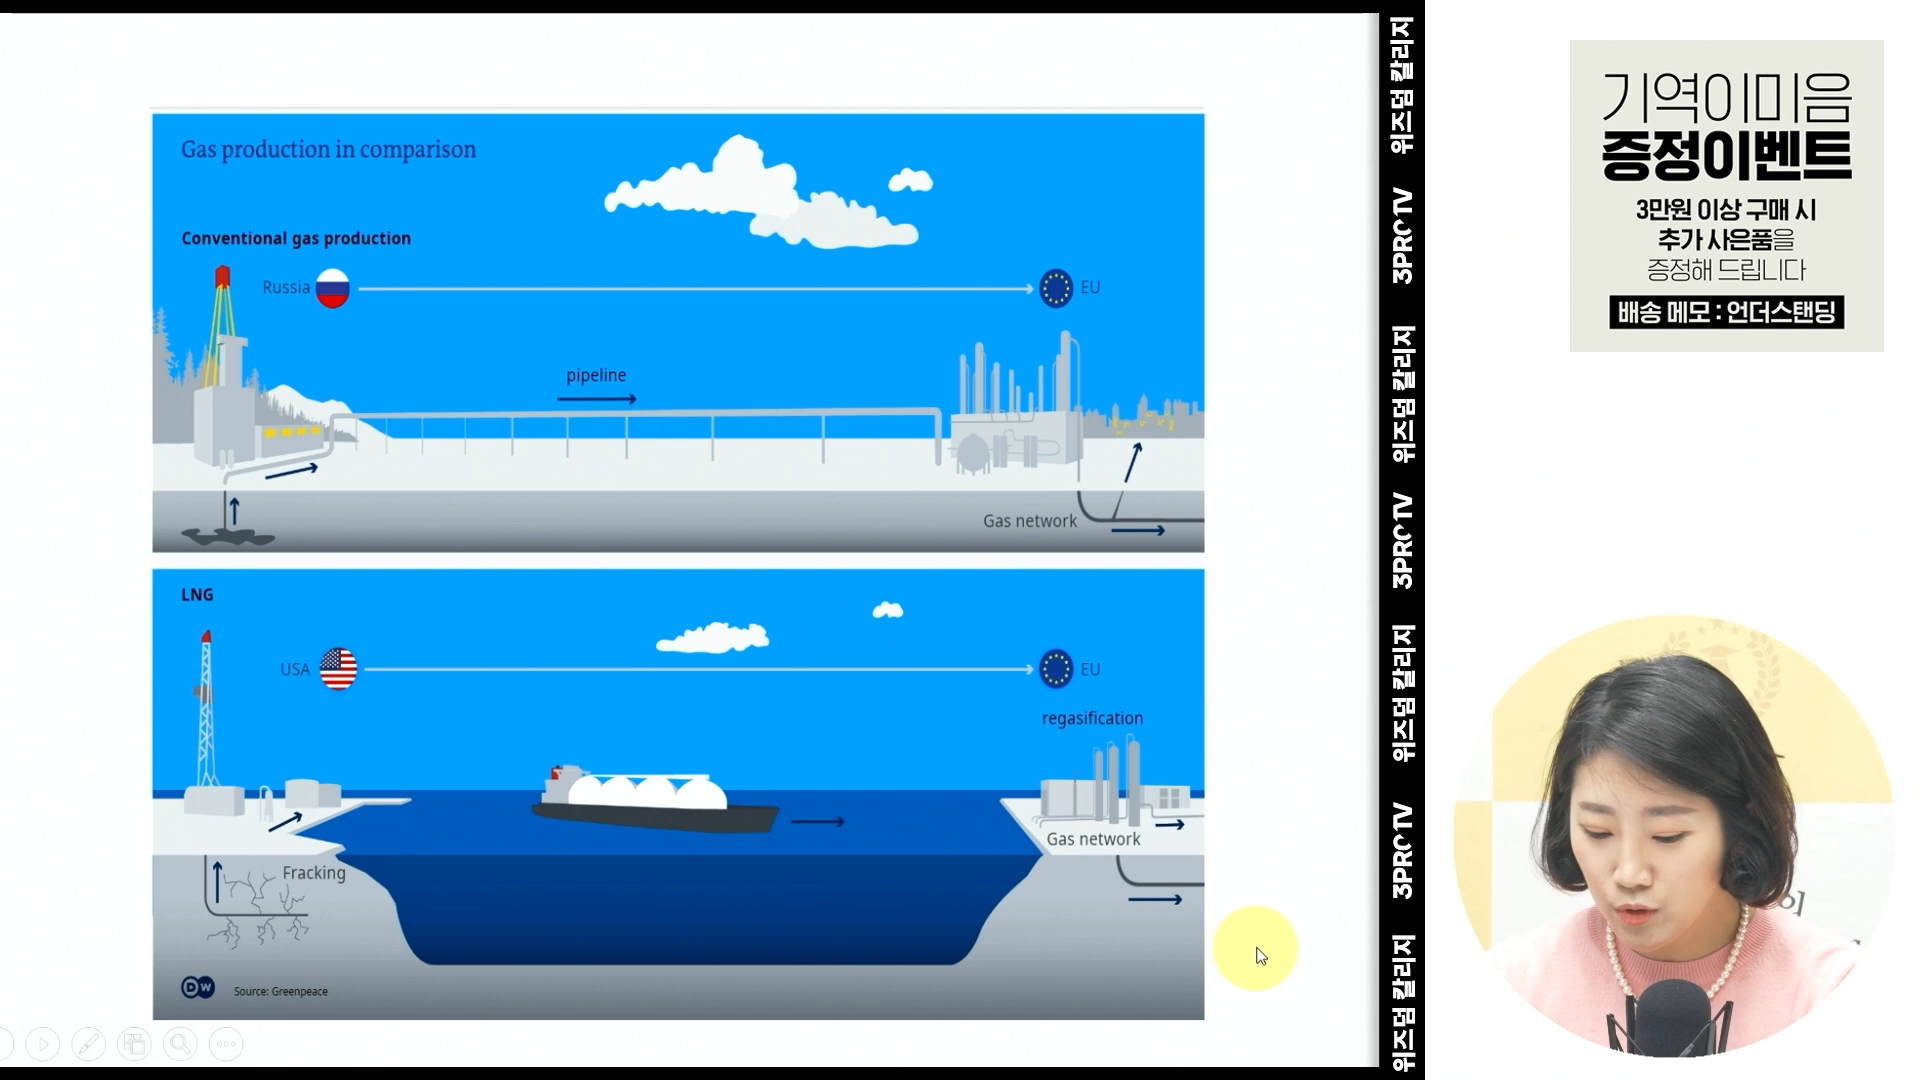 Gas production in comparison
Conventional gas production
Russia
EU
pipeline
Gas network
LNG
USA
EU
regasification
Gas network
Fracking
DW
Source: Greenpeace
위즈덤 칼리지
3PROTV
위즈덤 칼리지
3PROTV
위즈덤 칼리지
3PROTV
위즈덤 칼리지
기역이미음
증정이벤트
3만원 이상 구매 시
추가 사은품을
증정해 드립니다
배송 메모 : 언더스탠딩
의